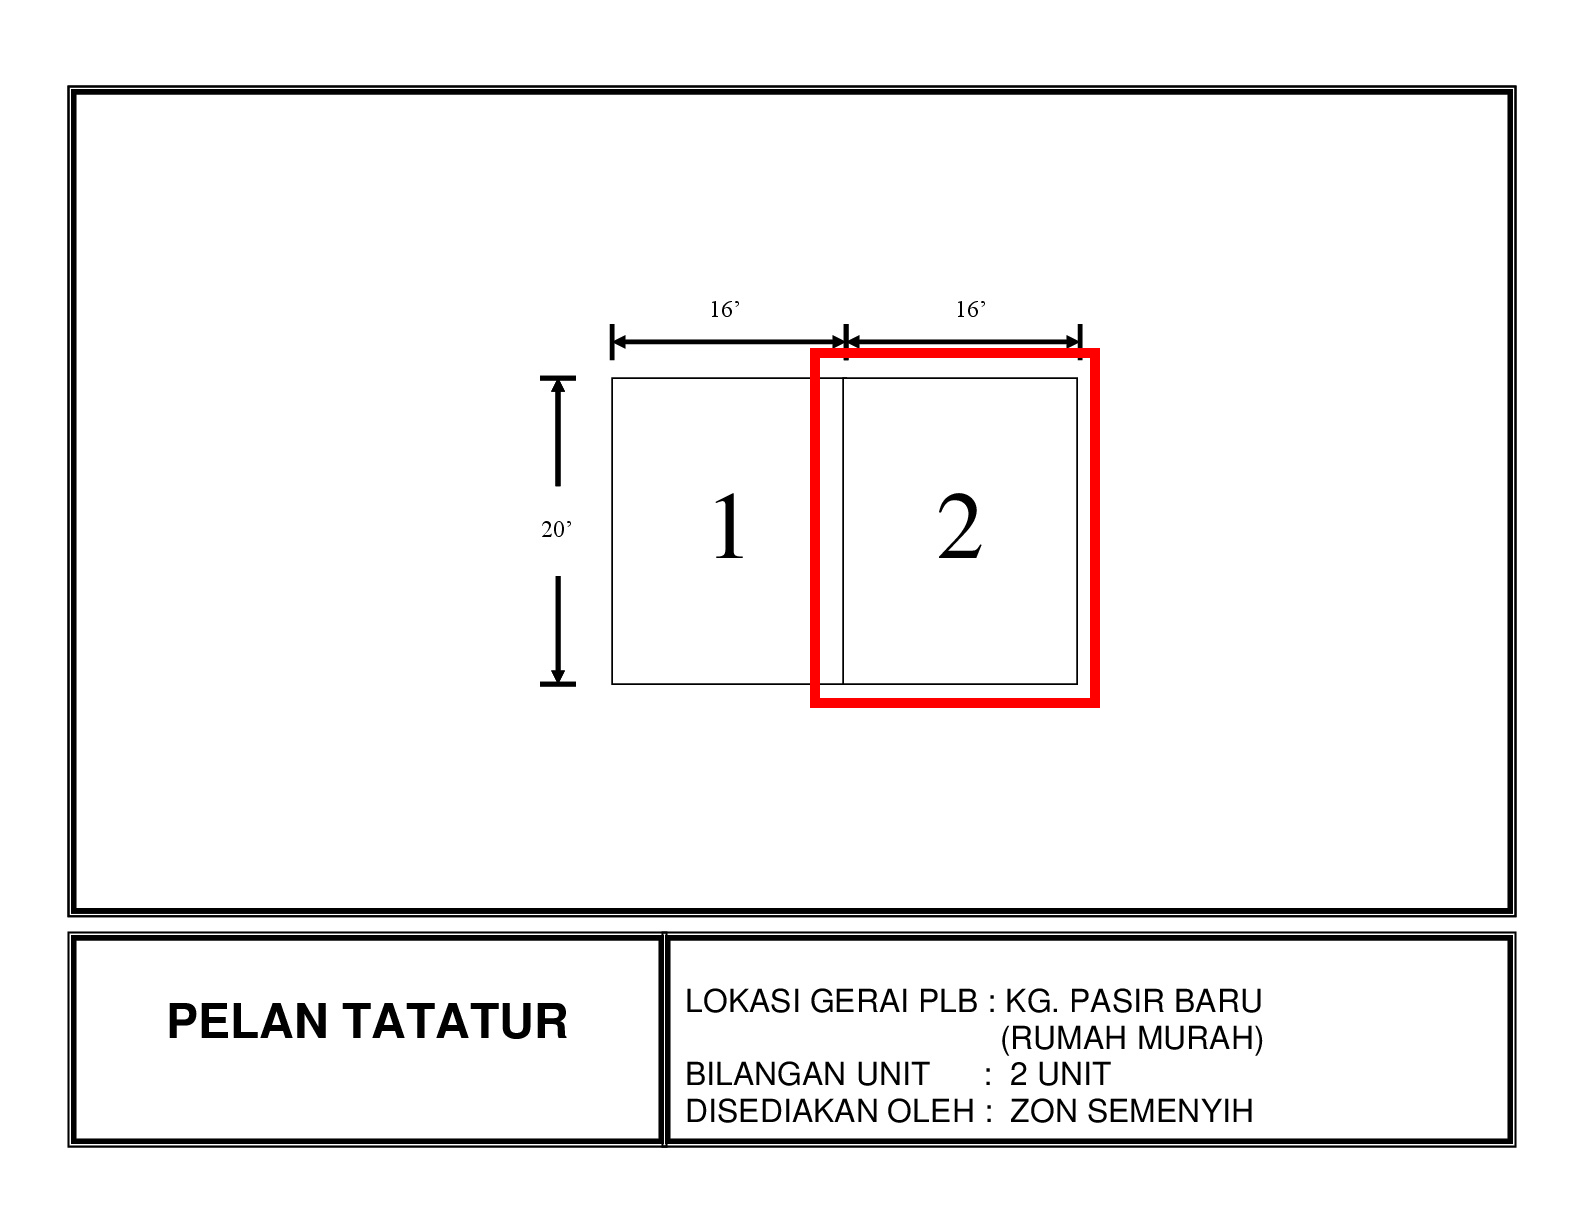 16’ 16’
20’
1 2
PELAN TATATUR
LOKASI GERAI PLB : KG. PASIR BARU
(RUMAH MURAH)
BILANGAN UNIT : 2 UNIT
DISEDIAKAN OLEH : ZON SEMENYIH